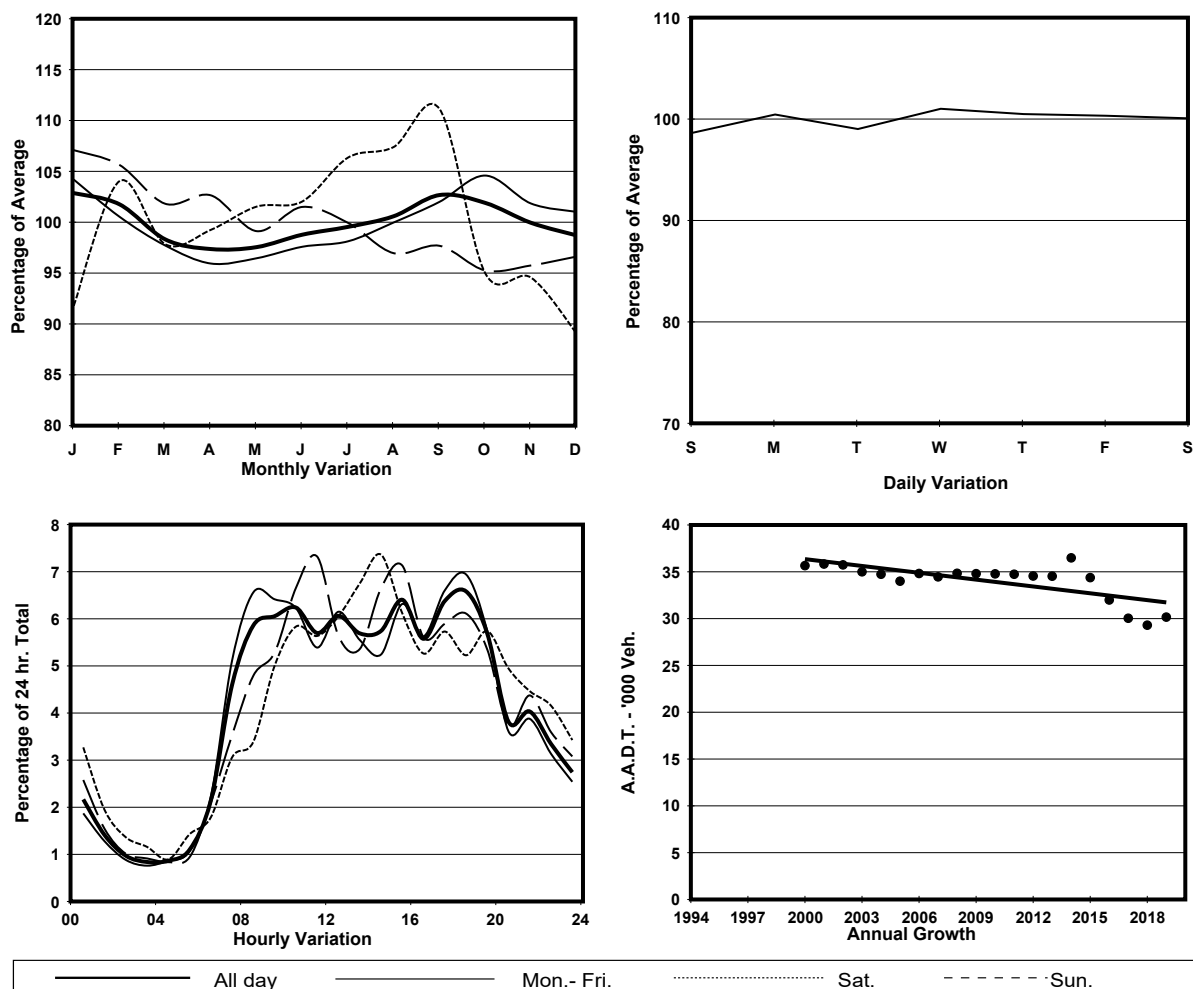 120
115
110
105
100
95
90
85
80
Percentage of Average
J F M A M J J A S O N D
Monthly Variation
110
100
90
80
70
Percentage of Average
S M T W T F S
Daily Variation
8
7
6
5
4
3
2
1
0
Percentage of 24 hr. Total
00 04 08 12 16 20 24
Hourly Variation
40
35
30
25
20
15
10
5
0
A.A.D.T. - '000 Veh.
1994 1997 2000 2003 2006 2009 2012 2015 2018
Annual Growth
All day Mon.- Fri. Sat. Sun.